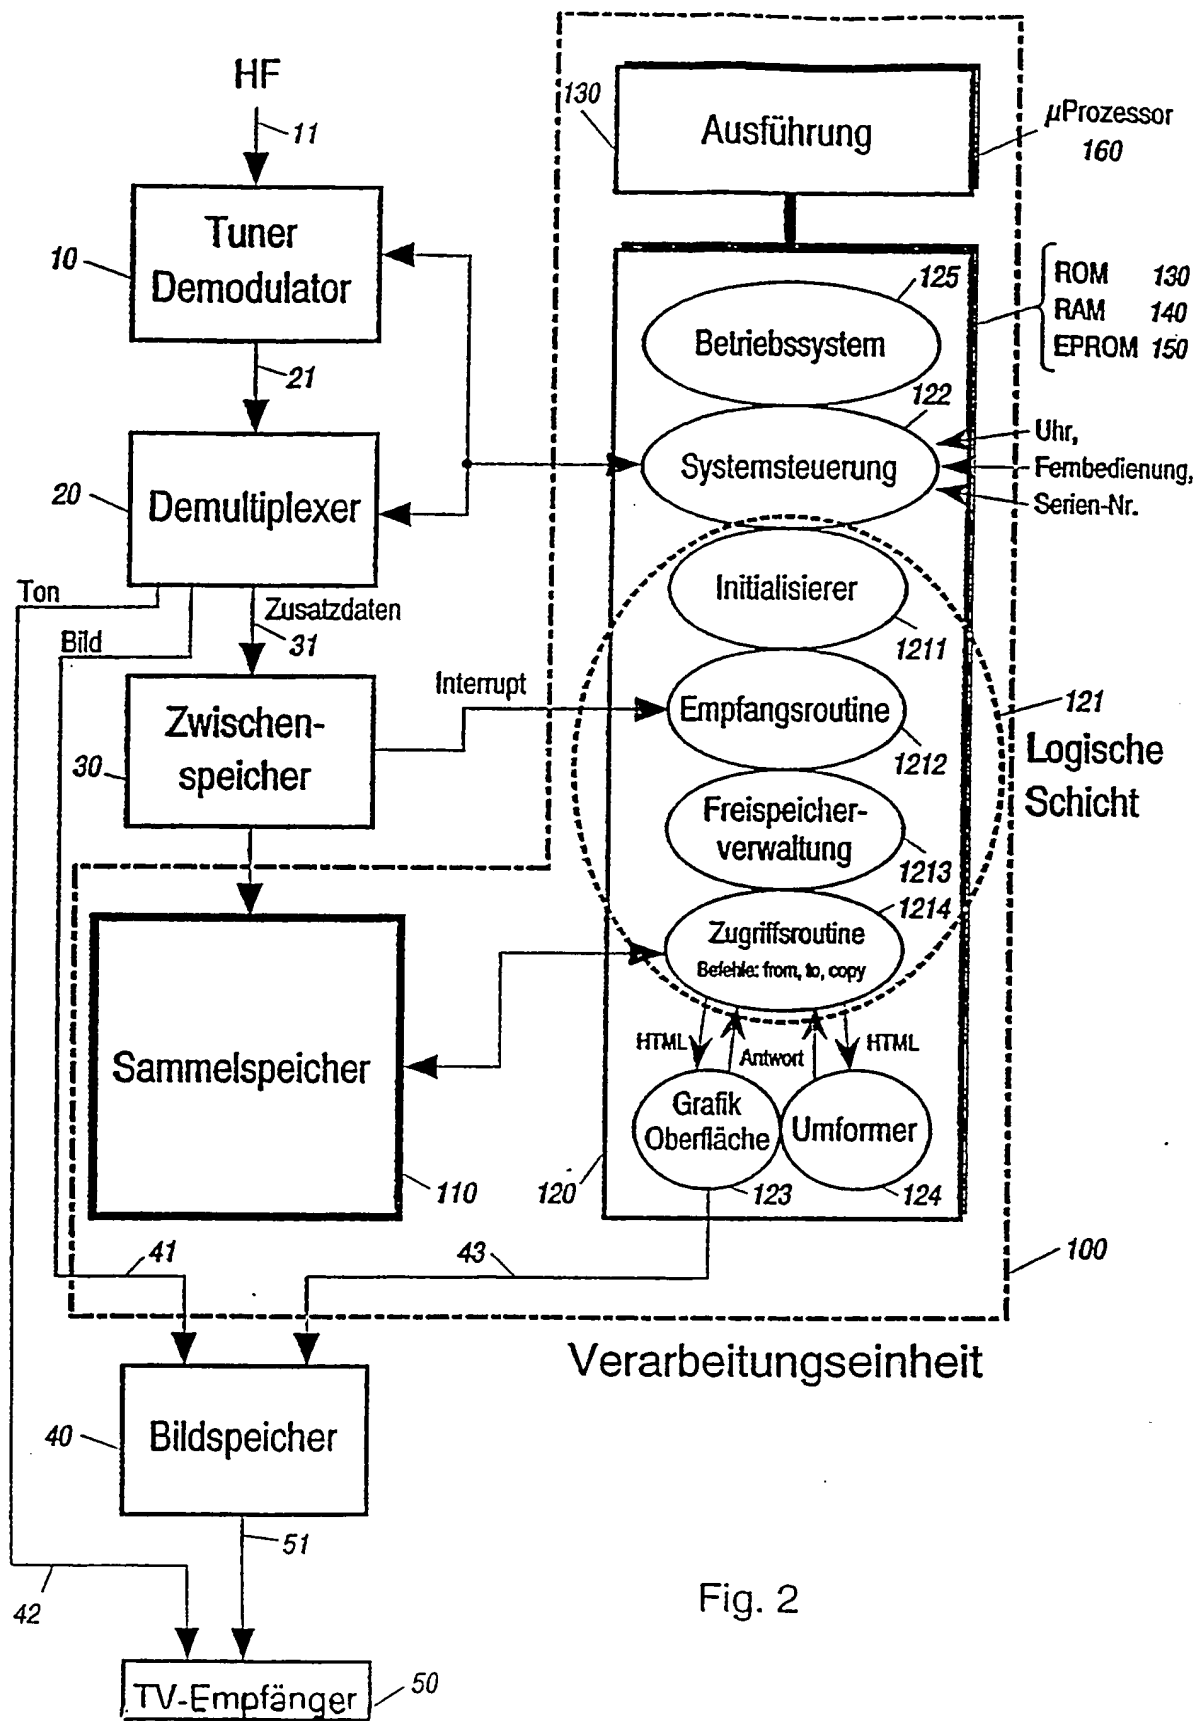 HF
11
Tuner
Demodulator
10
21
Demultiplexer
20
Ton
Bild
Zusatzdaten
31
Zwischen-
speicher
30
Interrupt
Sammelspeicher
110
41
43
Bildspeicher
40
51
42
TV-Empfänger
50
130
Ausführung
µProzessor
160
ROM 130
RAM 140
EPROM 150
125
Betriebssystem
122
Systemsteuerung
Uhr,
Fernbedienung,
Serien-Nr.
Initialisierer
1211
Empfangsroutine
1212
121
Logische
Schicht
Freispeicher-
verwaltung
1213
1214
Zugriffsroutine
Befehle: from, to, copy
HTML
Antwort
HTML
Grafik
Oberfläche
Umformer
120
123
124
100
Verarbeitungseinheit
Fig. 2